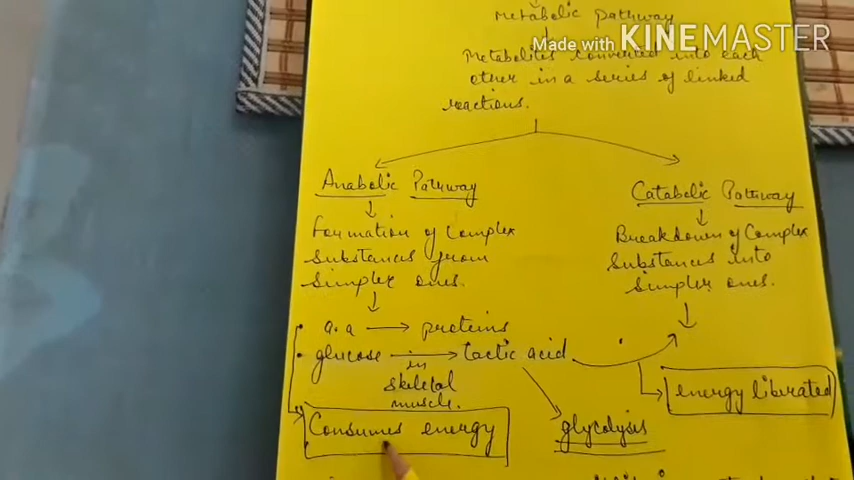 Metabolic Pathway
Made with KINEMASTER
Metabolites converted into each
other in a series of linked
reactions.
Anabolic Pathway
Formation of Complex
Substances from
Simplex ones.
a.a → proteins
glucose → lactic acid
in
skeletal
muscle.
Consumes energy
Catabolic Pathway
Breakdown of Complex
Substances into
Simpler ones.
energy liberated
glycolysis